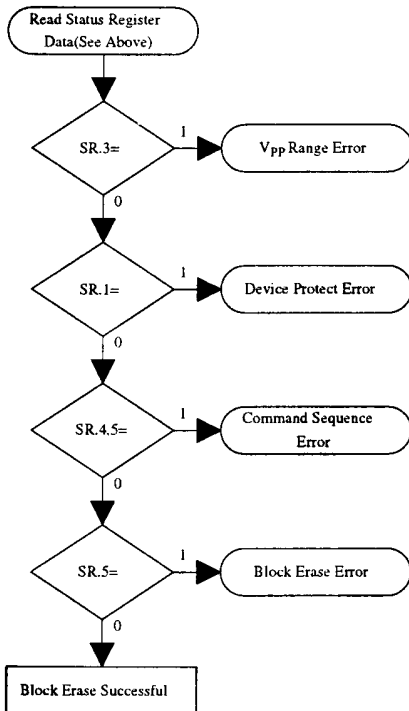 Read Status Register
Data(See Above)
SR.3=
1
VPP Range Error
0
SR.1=
1
Device Protect Error
0
SR.4,5=
1
Command Sequence
Error
0
SR.5=
1
Block Erase Error
0
Block Erase Successful